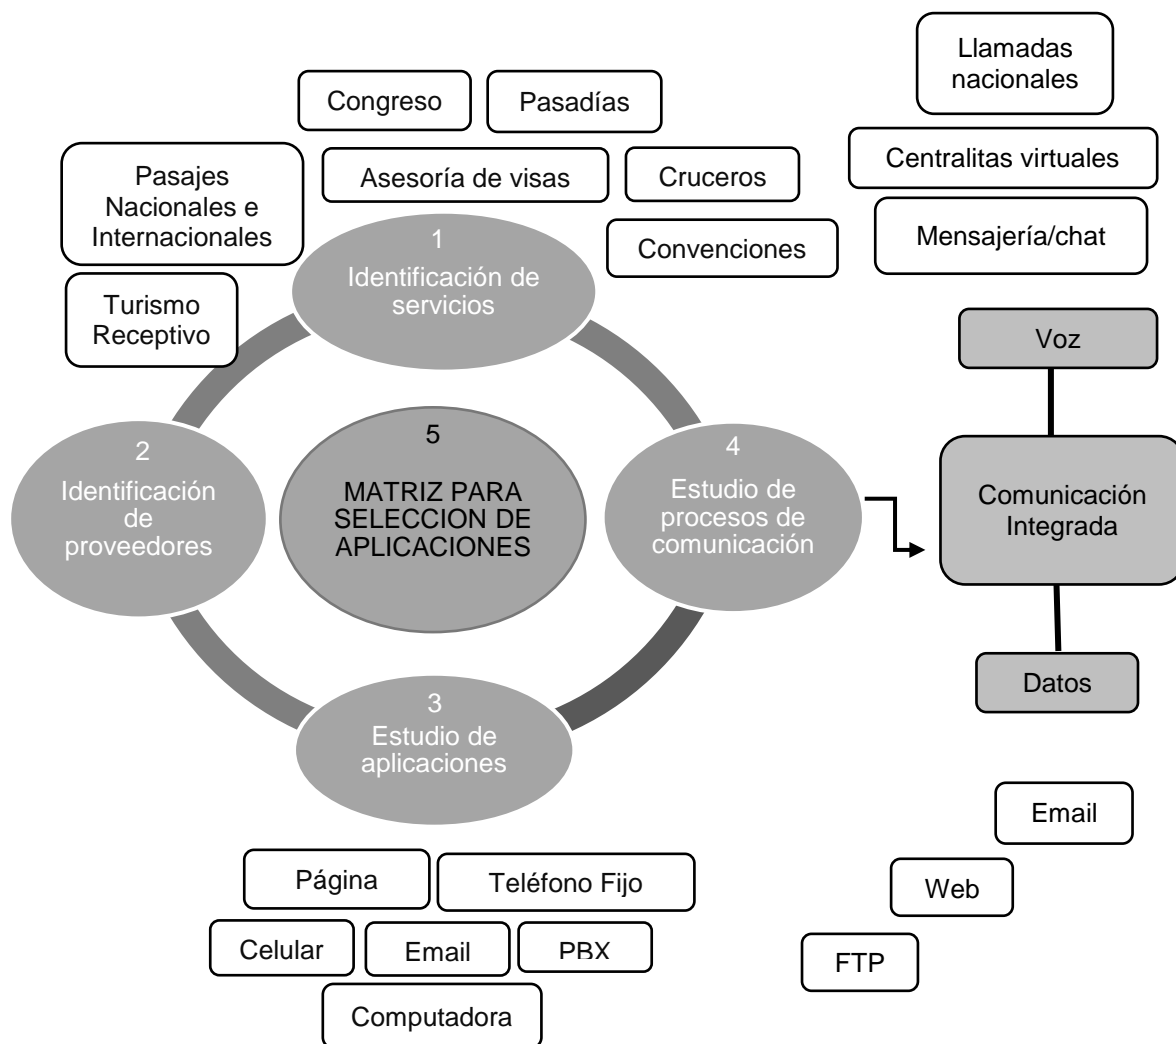 Llamadas
nacionales
Congreso
Pasadías
Centralitas virtuales
Pasajes
Nacionales e
Internacionales
Asesoría de visas
Cruceros
Mensajería/chat
Convenciones
1
Identificación de
servicios
Turismo
Receptivo
Voz
2
Identificación
de
proveedores
5
MATRIZ PARA
SELECCION DE
APLICACIONES
4
Estudio de
procesos de
comunicación
Comunicación
Integrada
3
Estudio de
aplicaciones
Datos
Email
Página
Teléfono Fijo
Web
Celular
Email
PBX
FTP
Computadora